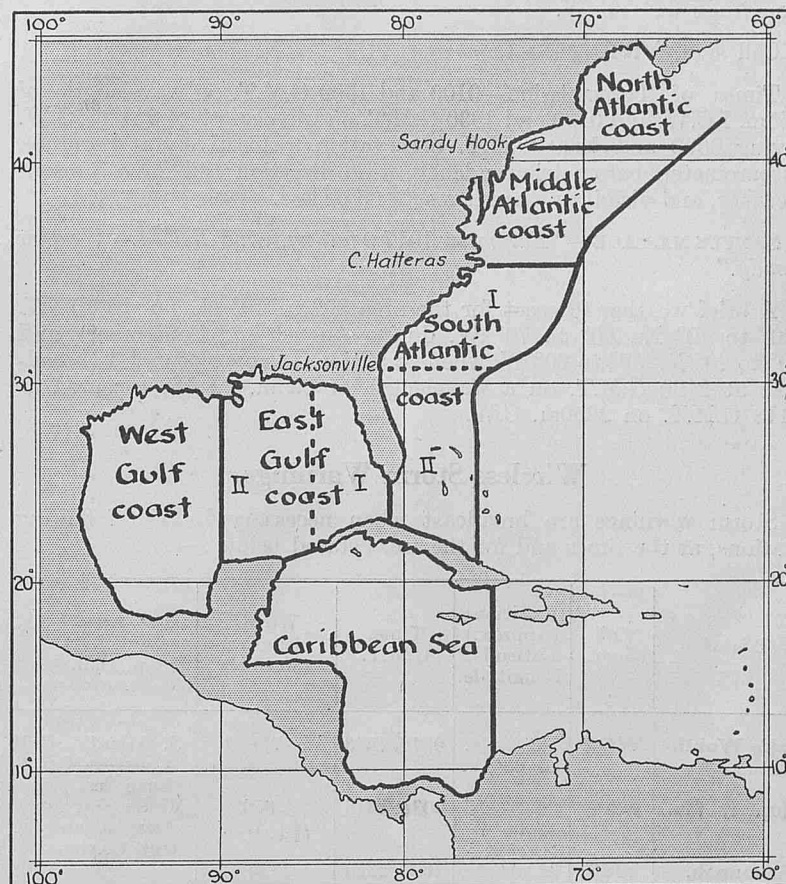 100° 90° 80° 70° 60°
North
Atlantic
coast
Sandy Hook
40° 40°
Middle
Atlantic
coast
C. Hatteras
I
South
Atlantic
Jacksonville
30° 30°
coast
West
Gulf
coast
East
Gulf
coast
II I
II
20° 20°
Caribbean Sea
10° 10°
100° 90° 80° 70° 60°